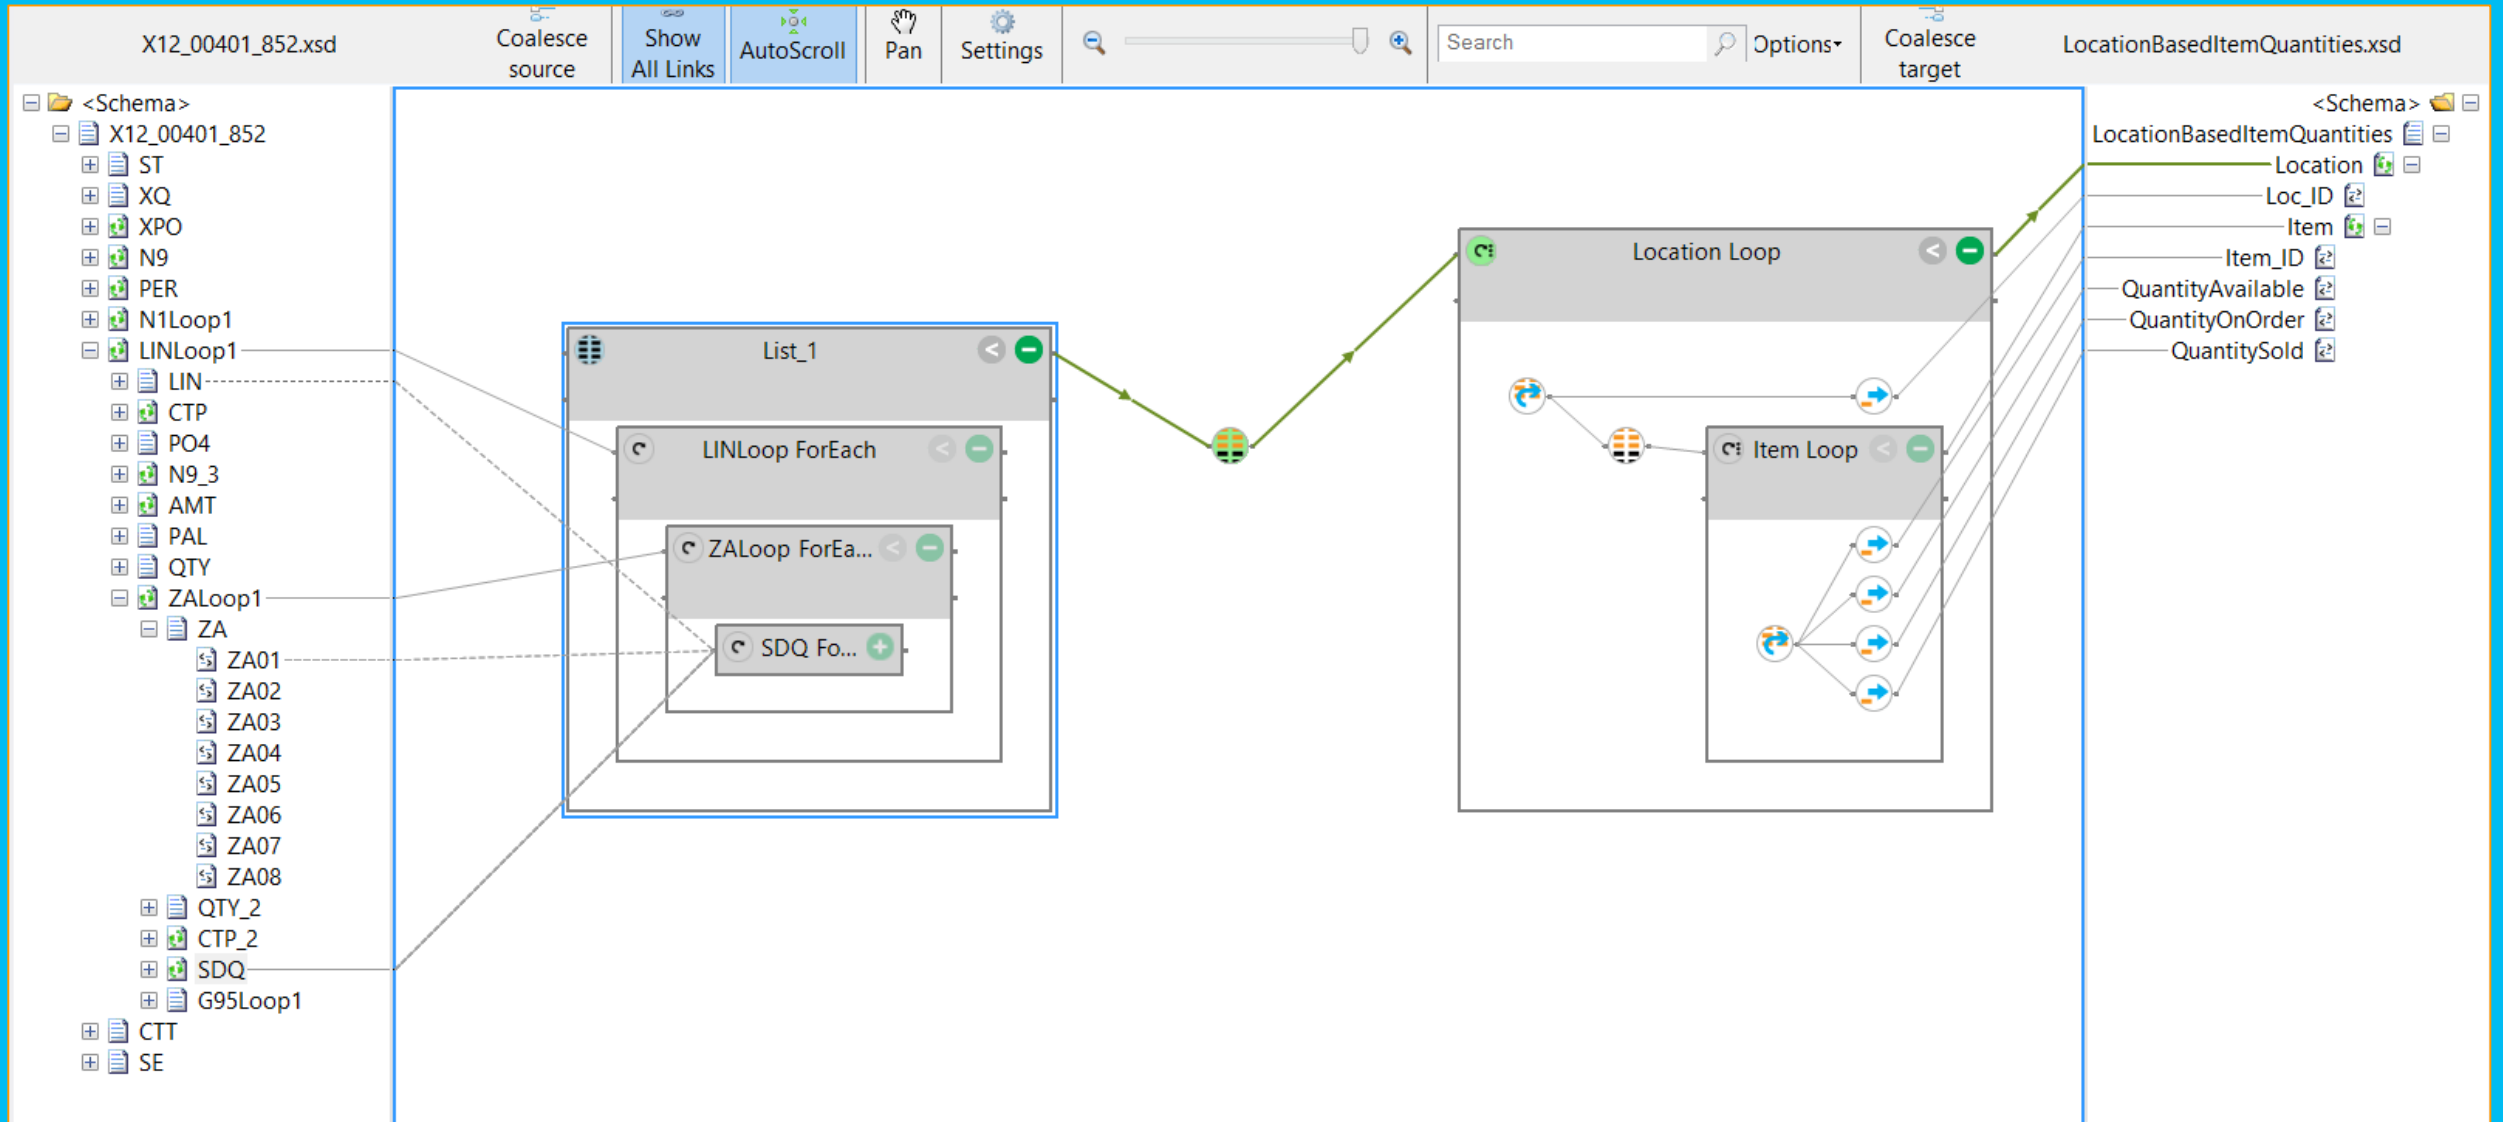 X12_00401_852.xsd
Coalesce
source
Show
All Links
AutoScroll
Pan
Settings
Search
Options
Coalesce
target
LocationBasedItemQuantities.xsd
<Schema>
X12_00401_852
ST
XQ
XPO
N9
PER
N1Loop1
LINLoop1
LIN
CTP
PO4
N9_3
AMT
PAL
QTY
ZALoop1
ZA
ZA01
ZA02
ZA03
ZA04
ZA05
ZA06
ZA07
ZA08
QTY_2
CTP_2
SDQ
G95Loop1
CTT
SE
List_1
LINLoop ForEach
ZALoop ForEa...
SDQ Fo...
Location Loop
Item Loop
<Schema>
LocationBasedItemQuantities
Location
Loc_ID
Item
Item_ID
QuantityAvailable
QuantityOnOrder
QuantitySold